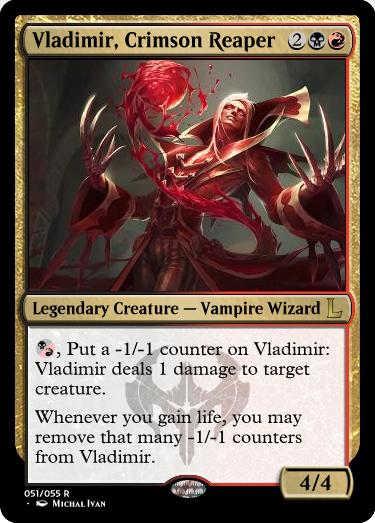 Vladimir, Crimson Reaper 2
Legendary Creature — Vampire Wizard L
, Put a -1/-1 counter on Vladimir:
Vladimir deals 1 damage to target
creature.
Whenever you gain life, you may
remove that many -1/-1 counters
from Vladimir.
4/4
051/055 R
· Michal Ivan